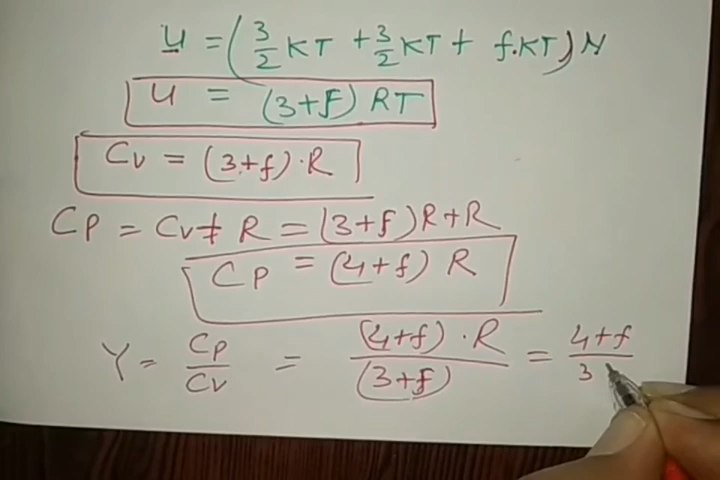 U = (3/2 KT + 3/2 KT + f.KT) N
U = (3+f) RT
Cv = (3+f)·R
CP = Cv + R = (3+f)R+R
CP = (4+f) R
γ = CP/Cv = (4+f)·R/(3+f) = 4+f/3